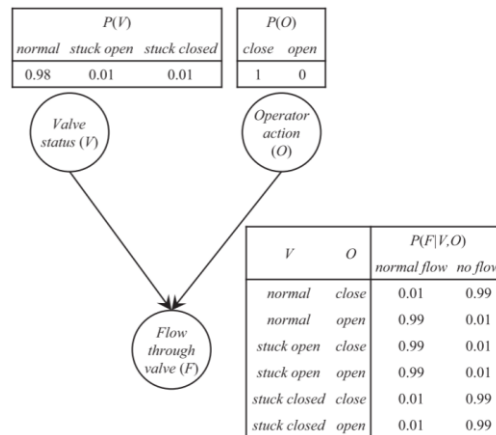 P(V)
normal stuck open stuck closed
0.98 0.01 0.01
P(O)
close open
1 0
Valve
status (V)
Operator
action
(O)
Flow
through
valve (F)
V O P(F|V,O)
normal flow no flow
normal close 0.01 0.99
normal open 0.99 0.01
stuck open close 0.99 0.01
stuck open open 0.99 0.01
stuck closed close 0.01 0.99
stuck closed open 0.01 0.99